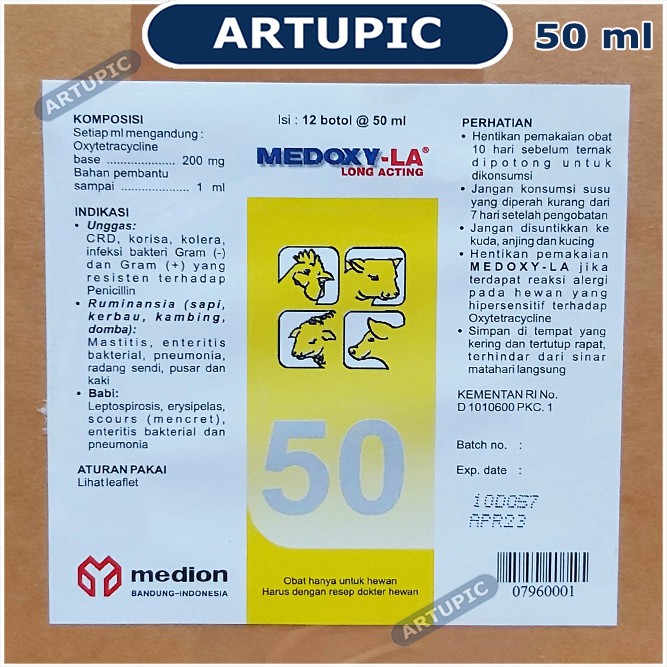 ARTUPIC
50 ml
ARTUPIC
KOMPOSISI
Setiap ml mengandung :
Oxytetracycline
base .................... 200 mg
Bahan pembantu
sampai .................... 1 ml
INDIKASI
• Unggas:
CRD, korisa, kolera,
infeksi bakteri Gram (-)
dan Gram (+) yang
resisten terhadap
Penicillin
• Ruminansia (sapi,
kerbau, kambing,
domba):
Mastitis, enteritis
bakterial, pneumonia,
radang sendi, pusar dan
kaki
• Babi:
Leptospirosis, erysipelas,
scours (mencret),
enteritis bakterial dan
pneumonia
ATURAN PAKAI
Lihat leaflet
medion
BANDUNG-INDONESIA
Isi : 12 botol @ 50 ml
MEDOXY-LA®
LONG ACTING
50
Obat hanya untuk hewan
Harus dengan resep dokter hewan
PERHATIAN
• Hentikan pemakaian obat
10 hari sebelum ternak
dipotong untuk
dikonsumsi
• Jangan konsumsi susu
yang diperah kurang dari
7 hari setelah pengobatan
• Jangan disuntikkan ke
kuda, anjing dan kucing
• Hentikan pemakaian
MEDOXY-LA jika
terdapat reaksi alergi
pada hewan yang
hipersensitif terhadap
Oxytetracycline
• Simpan di tempat yang
kering dan tertutup rapat,
terhindar dari sinar
matahari langsung
KEMENTAN RI No.
D 1010600 PKC. 1
Batch no. :
Exp. date :
10D057
APR23
07960001
ARTUPIC